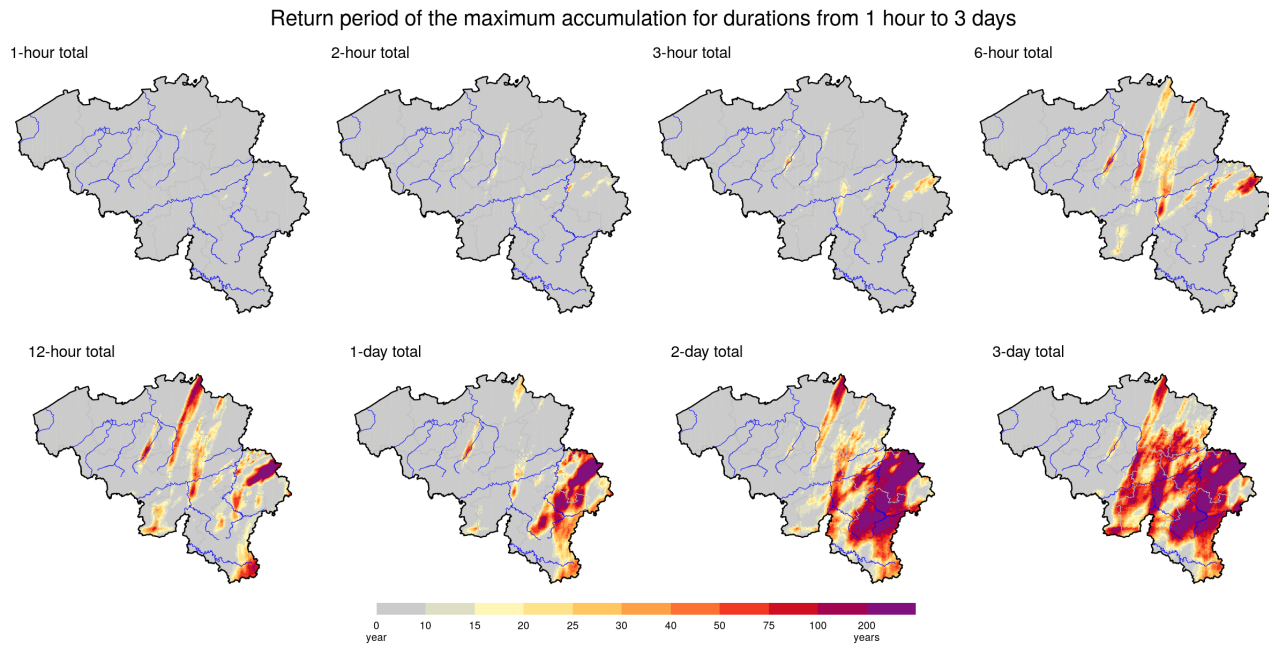 Return period of the maximum accumulation for durations from 1 hour to 3 days
1-hour total
2-hour total
3-hour total
6-hour total
12-hour total
1-day total
2-day total
3-day total
0 10 15 20 25 30 40 50 75 100 200
year years